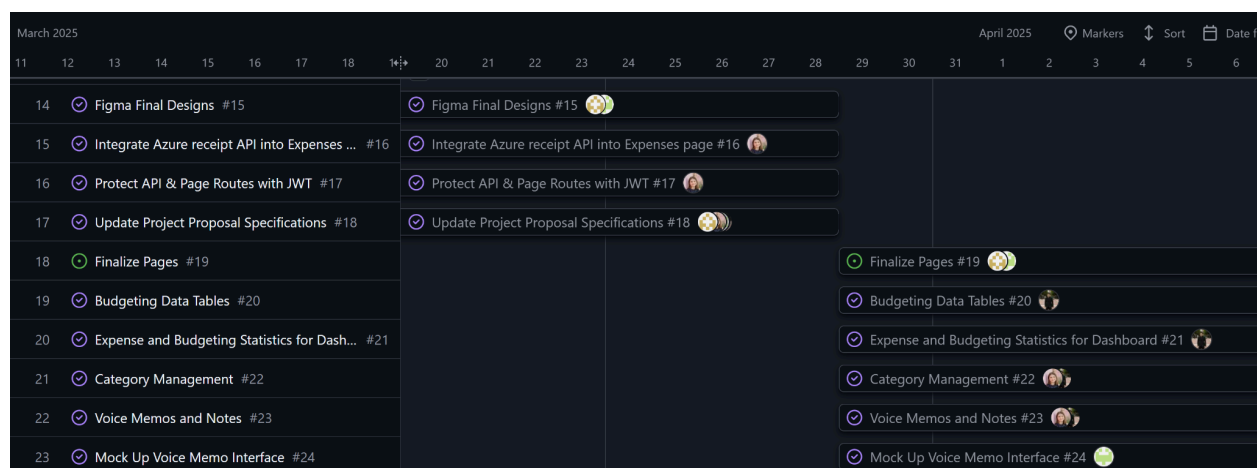 March 2025 April 2025 Markers Sort Date f
11 12 13 14 15 16 17 18 1 20 21 22 23 24 25 26 27 28 29 30 31 1 2 3 4 5 6
14 Figma Final Designs #15 Figma Final Designs #15
15 Integrate Azure receipt API into Expenses ... #16 Integrate Azure receipt API into Expenses page #16
16 Protect API & Page Routes with JWT #17 Protect API & Page Routes with JWT #17
17 Update Project Proposal Specifications #18 Update Project Proposal Specifications #18
18 Finalize Pages #19 Finalize Pages #19
19 Budgeting Data Tables #20 Budgeting Data Tables #20
20 Expense and Budgeting Statistics for Dash... #21 Expense and Budgeting Statistics for Dashboard #21
21 Category Management #22 Category Management #22
22 Voice Memos and Notes #23 Voice Memos and Notes #23
23 Mock Up Voice Memo Interface #24 Mock Up Voice Memo Interface #24